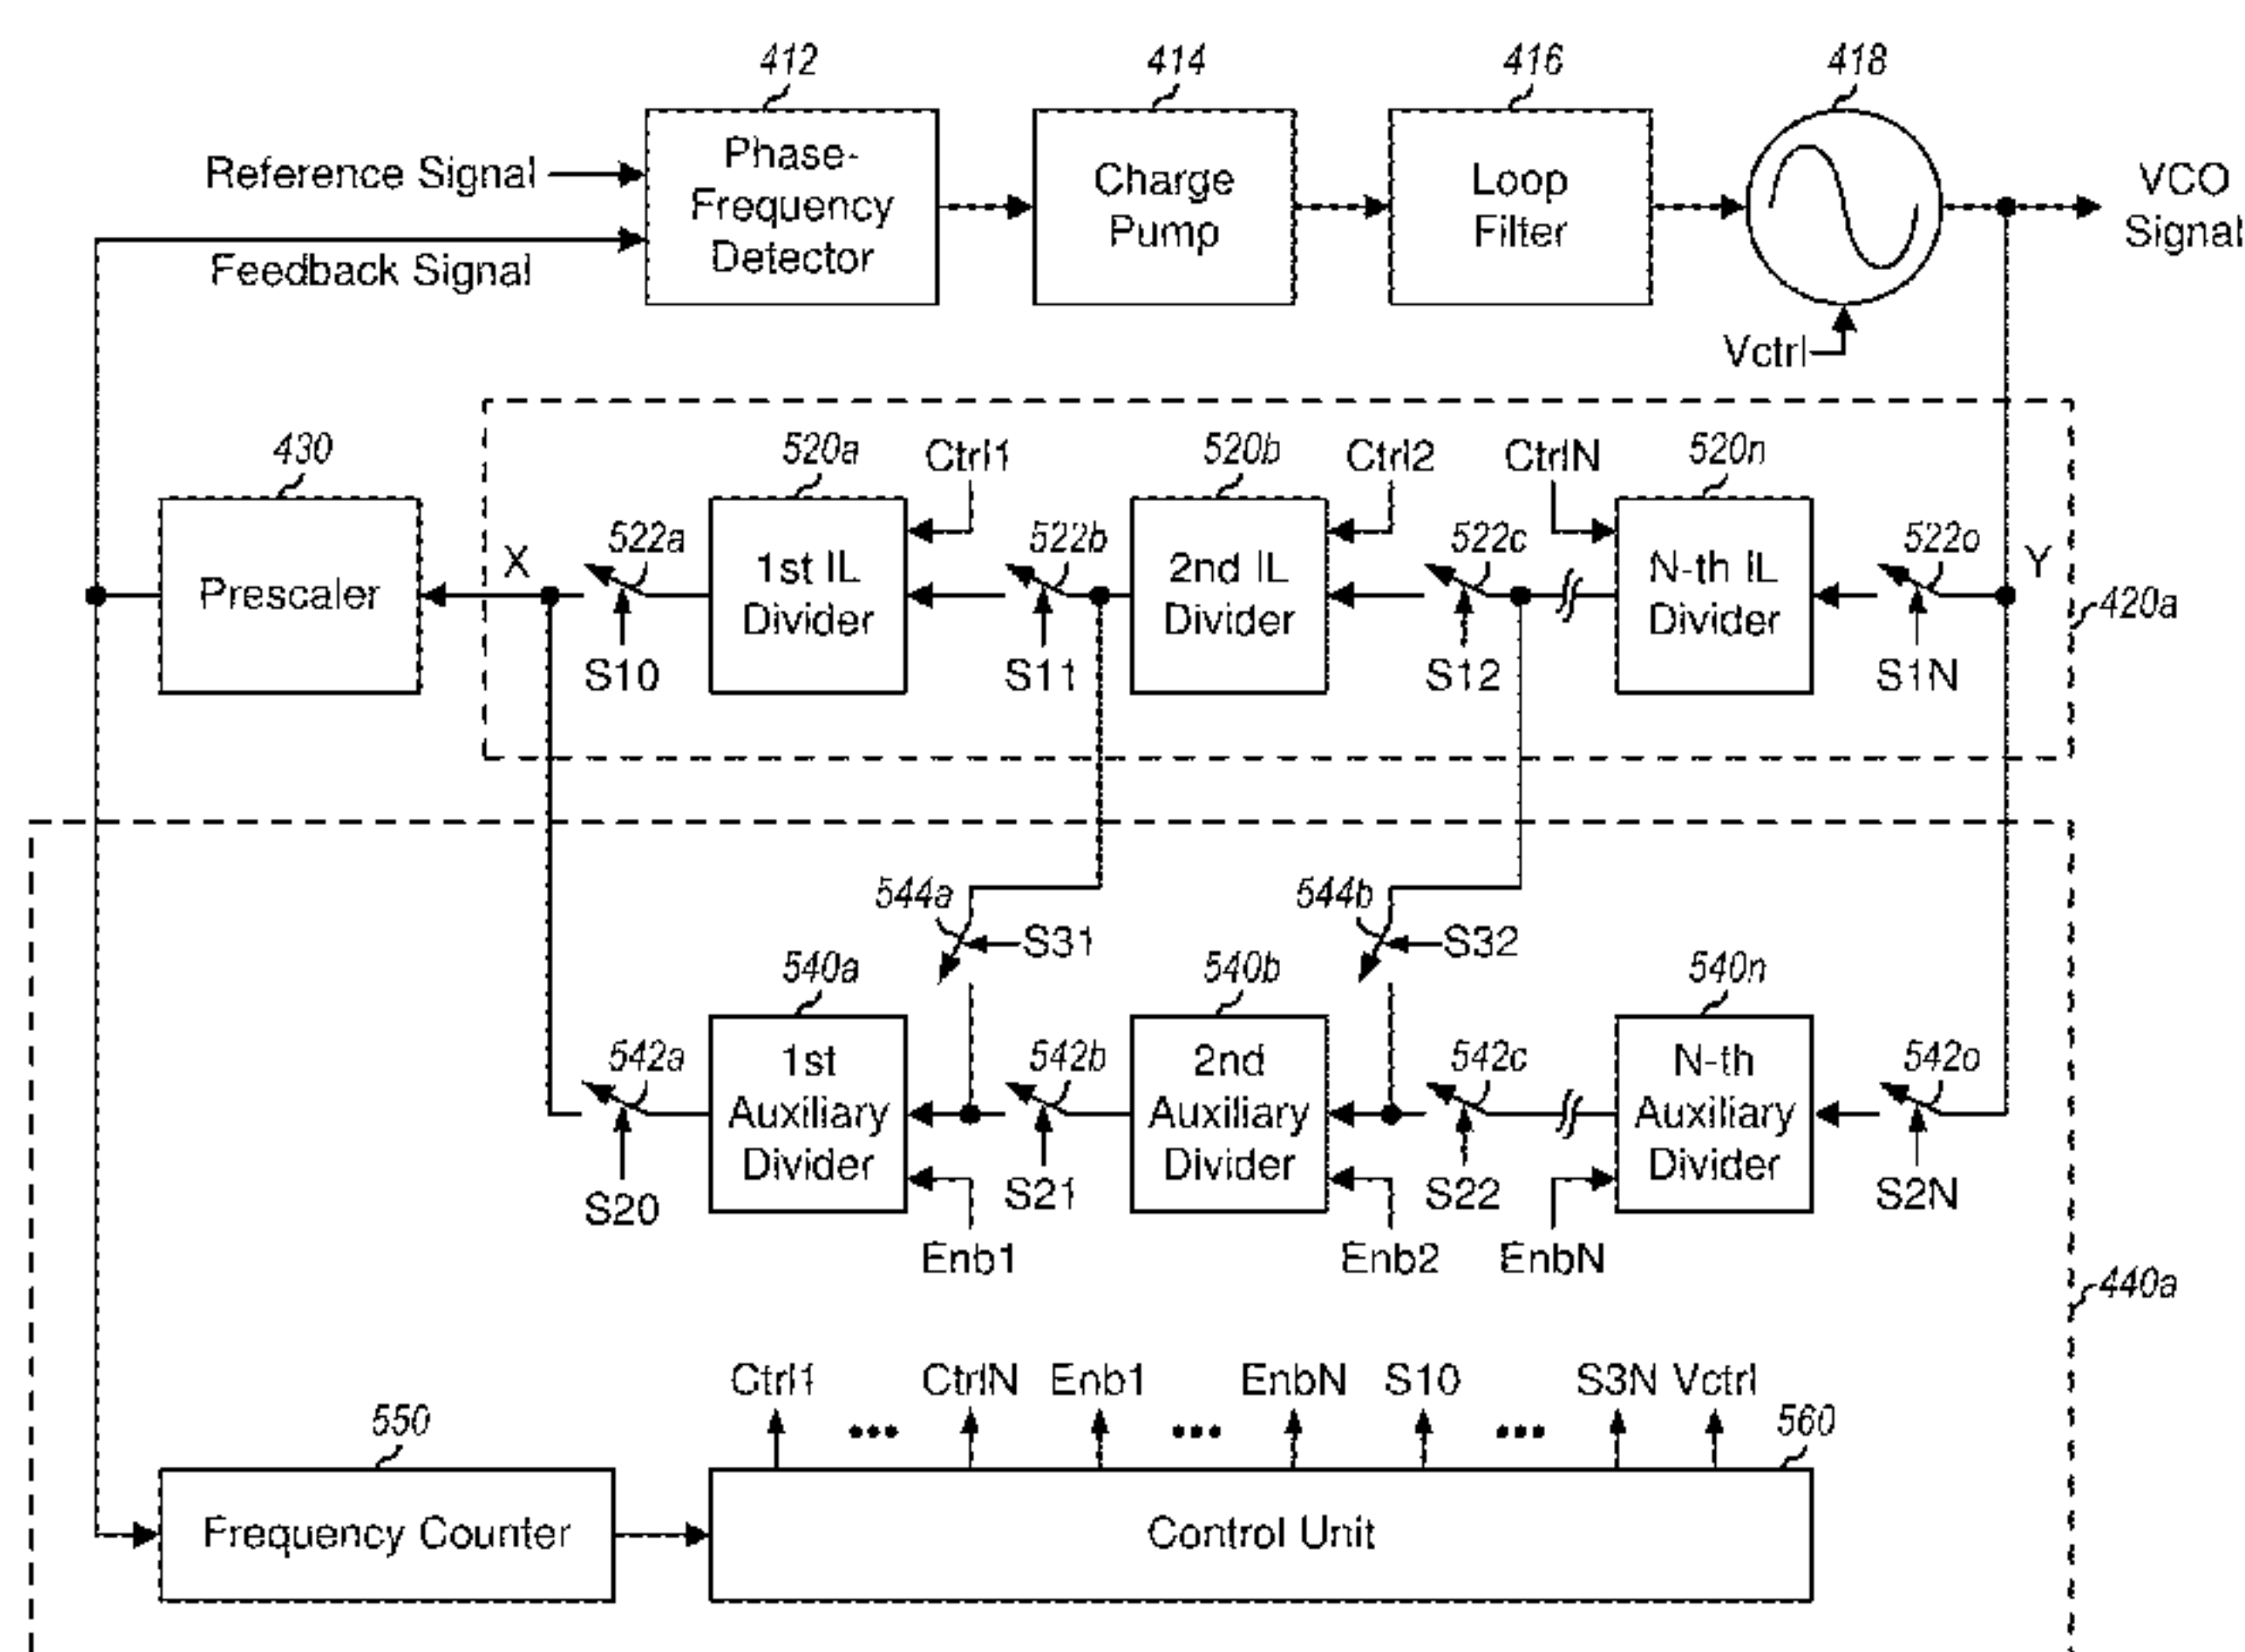 412
414
416
418
Reference Signal
Feedback Signal
Phase-
Frequency
Detector
Charge
Pump
Loop
Filter
VCO
Signal
Vctrl
430
520a
Ctrl1
520b
Ctrl2
CtrlN
520n
Prescaler
X
522a
S10
1st IL
Divider
522b
S11
2nd IL
Divider
522c
S12
N-th IL
Divider
522o
S1N
Y
420a
544a
S31
544b
S32
540a
540b
540n
542a
S20
1st
Auxiliary
Divider
542b
S21
2nd
Auxiliary
Divider
542c
S22
N-th
Auxiliary
Divider
542o
S2N
Enb1
Enb2
EnbN
440a
Ctrl1 ••• CtrlN Enb1 ••• EnbN S10 ••• S3N Vctrl
550
560
Frequency Counter
Control Unit